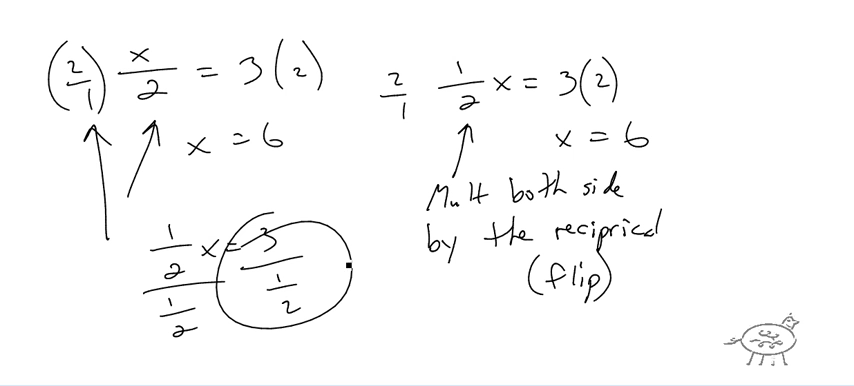 (2/1) x/2 = 3(2)
x = 6
1/2 x = 3
1/2 1/2
2/1 1/2 x = 3(2)
x = 6
Mult both side
by the reciprical
(flip)